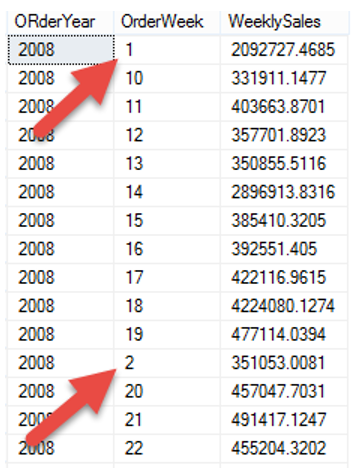 ORderYear OrderWeek WeeklySales
2008 1 2092727.4685
2008 10 331911.1477
2008 11 403663.8701
2008 12 357701.8923
2008 13 350855.5116
2008 14 2896913.8316
2008 15 385410.3205
2008 16 392551.405
2008 17 422116.9615
2008 18 4224080.1274
2008 19 477114.0394
2008 2 351053.0081
2008 20 457047.7031
2008 21 491417.1247
2008 22 455204.3202